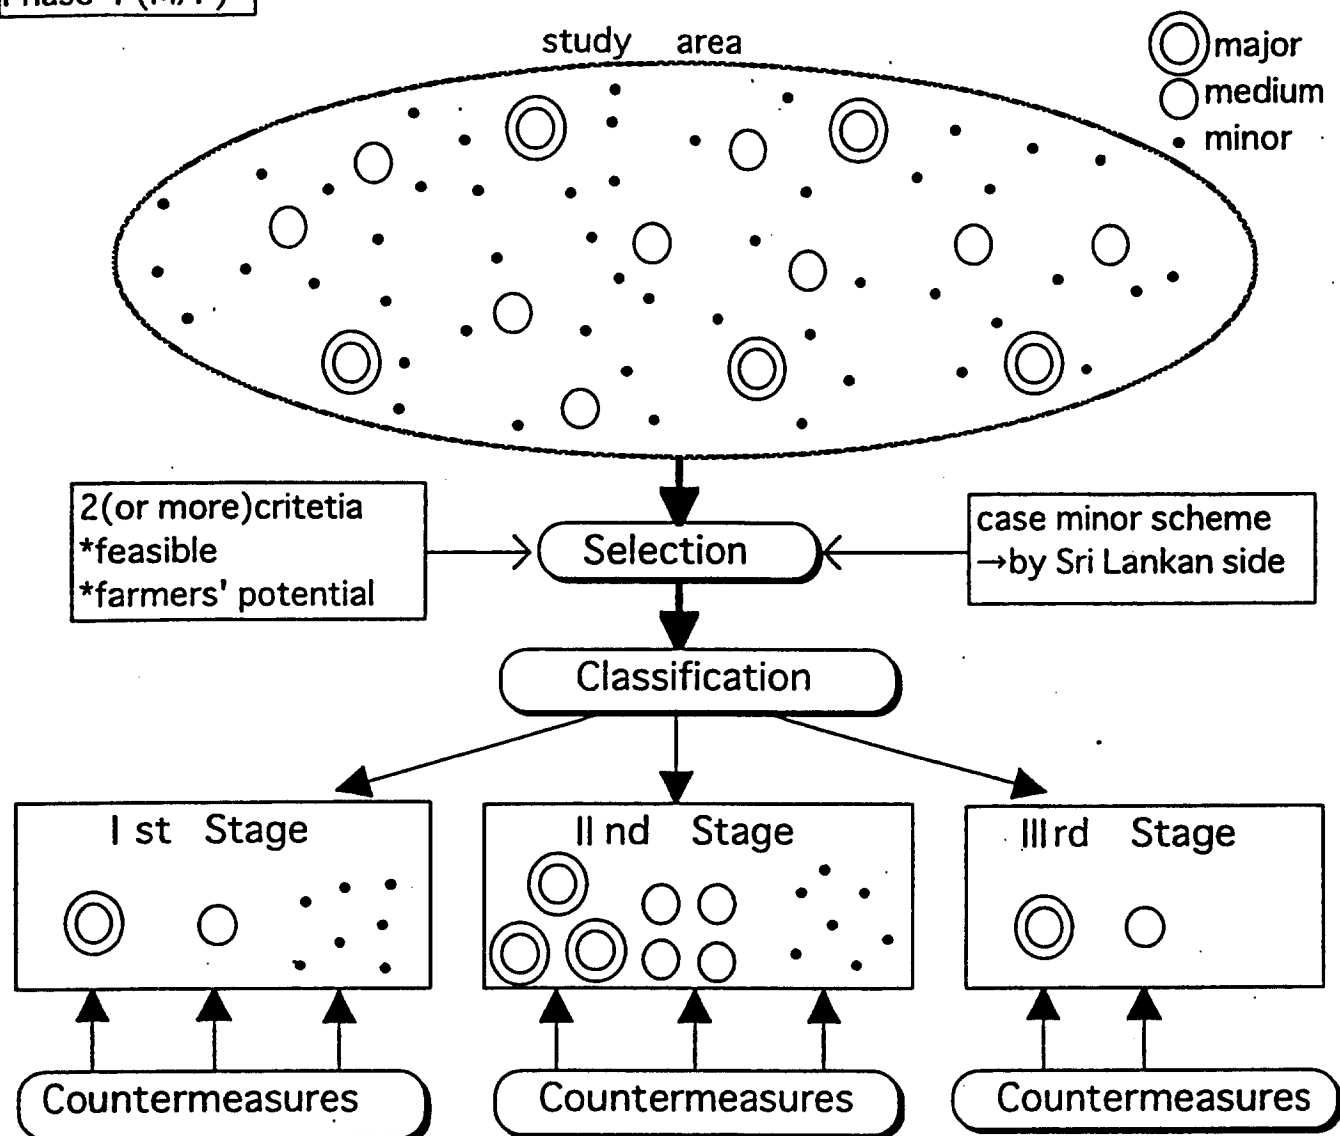 study area
major
medium
minor
2(or more)critetia
*feasible
*farmers' potential
Selection
case minor scheme
→by Sri Lankan side
Classification
I st Stage
II nd Stage
III rd Stage
Countermeasures
Countermeasures
Countermeasures